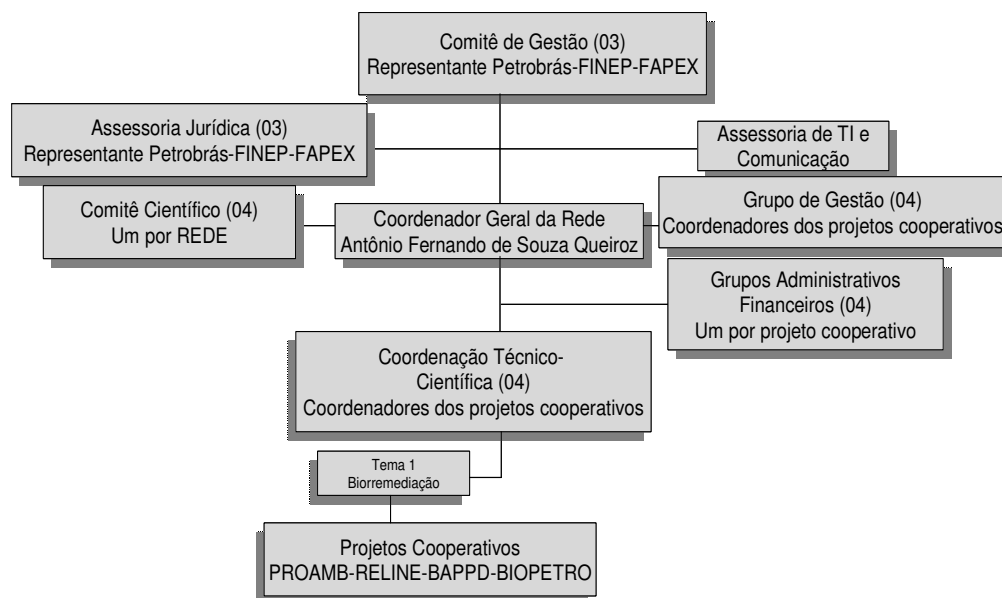 Comitê de Gestão (03)
Representante Petrobrás-FINEP-FAPEX
Assessoria Jurídica (03)
Representante Petrobrás-FINEP-FAPEX
Assessoria de TI e
Comunicação
Comitê Científico (04)
Um por REDE
Coordenador Geral da Rede
Antônio Fernando de Souza Queiroz
Grupo de Gestão (04)
Coordenadores dos projetos cooperativos
Grupos Administrativos
Financeiros (04)
Um por projeto cooperativo
Coordenação Técnico-
Científica (04)
Coordenadores dos projetos cooperativos
Tema 1
Biorremediação
Projetos Cooperativos
PROAMB-RELINE-BAPPD-BIOPETRO